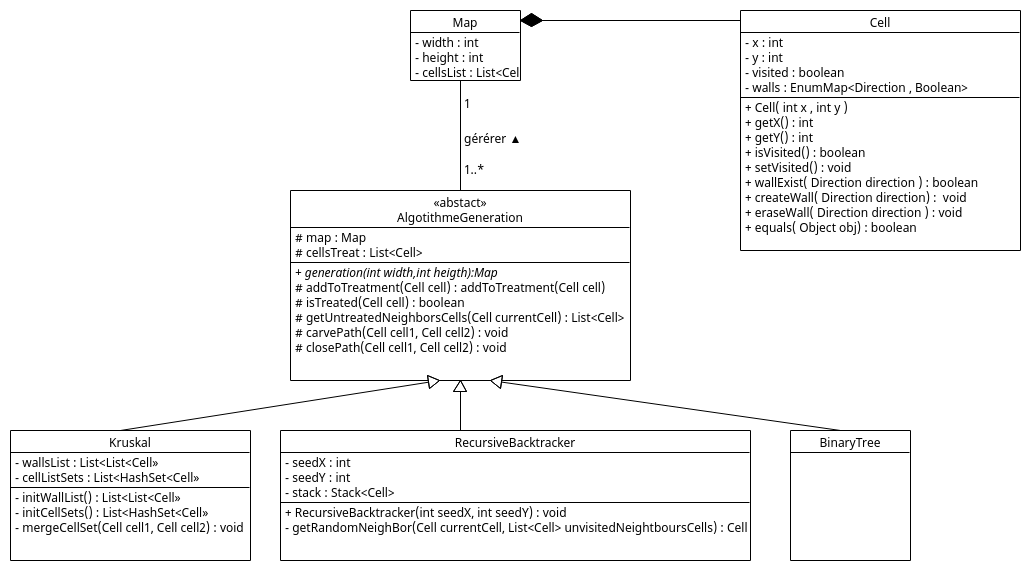 Map
- width : int
- height : int
- cellsList : List<Cel
Cell
- x : int
- y : int
- visited : boolean
- walls : EnumMap<Direction , Boolean>
+ Cell( int x , int y )
+ getX() : int
+ getY() : int
+ isVisited() : boolean
+ setVisited() : void
+ wallExist( Direction direction ) : boolean
+ createWall( Direction direction) :  void
+ eraseWall( Direction direction ) : void
+ equals( Object obj) : boolean
1
gérérer ▲
1..*
«abstact»
AlgotithmeGeneration
# map : Map
# cellsTreat : List<Cell>
+ generation(int width,int heigth):Map
# addToTreatment(Cell cell) : addToTreatment(Cell cell)
# isTreated(Cell cell) : boolean
# getUntreatedNeighborsCells(Cell currentCell) : List<Cell>
# carvePath(Cell cell1, Cell cell2) : void
# closePath(Cell cell1, Cell cell2) : void
Kruskal
- wallsList : List<List<Cell»
- cellListSets : List<HashSet<Cell»
- initWallList() : List<List<Cell»
- initCellSets() : List<HashSet<Cell»
- mergeCellSet(Cell cell1, Cell cell2) : void
RecursiveBacktracker
- seedX : int
- seedY : int
- stack : Stack<Cell>
+ RecursiveBacktracker(int seedX, int seedY) : void
- getRandomNeighBor(Cell currentCell, List<Cell> unvisitedNeightboursCells) : Cell
BinaryTree